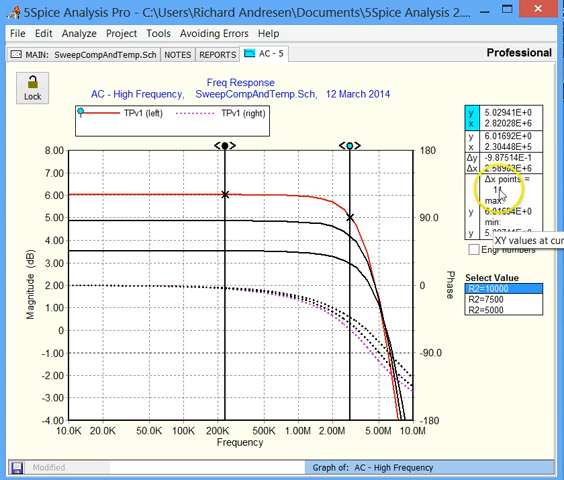 5Spice Analysis Pro - C:\Users\Richard Andresen\Documents\5Spice Analysis 2....
File Edit Analyze Project Tools Avoiding Errors Help
MAIN: SweepCompAndTemp.Sch NOTES REPORTS AC - 5
Professional
Lock
Freq Response
AC - High Frequency, SweepCompAndTemp.Sch, 12 March 2014
TPv1 (left) TPv1 (right)
y 5.02941E+0
x 2.82028E+6
y 6.01692E+0
x 2.30448E+5
Δy -9.87514E-1
Δx 2.58983E+6
Δx points =
11
max:
y 6.01694E+0
min:
y
XY values at cur
Engr numbers
Select Value
R2=10000
R2=7500
R2=5000
8.00
7.00
6.00
5.00
4.00
3.00
2.00
1.00
0
-1.00
-2.00
-3.00
-4.00
Magnitude (dB)
180
90.0
0
-90.0
-180
Phase
10.0K 20.0K 50.0K 100K 200K 500K 1.00M 2.00M 5.00M 10.0M
Frequency
Modified
Graph of: AC - High Frequency